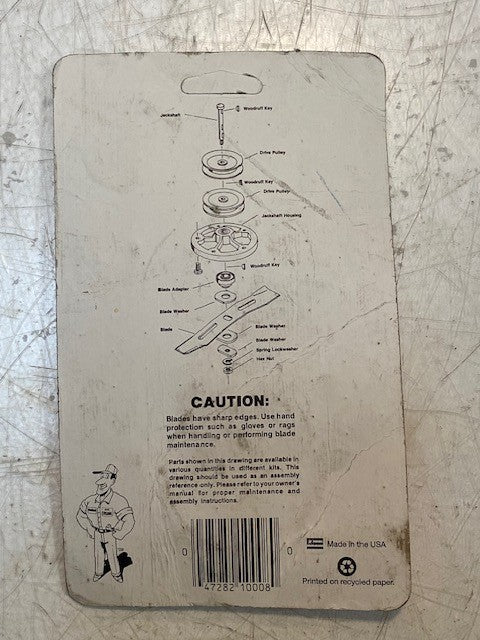 Woodruff Key
Jackshaft
Drive Pulley
Woodruff Key
Drive Pulley
Jackshaft Housing
Woodruff Key
Blade Adapter
Blade Washer
Blade
Blade Washer
Blade Washer
Spring Lockwasher
Hex Nut
CAUTION:
Blades have sharp edges. Use hand
protection such as gloves or rags
when handling or performing blade
maintenance.
Parts shown in this drawing are available in
various quantities in different kits. This
drawing should be used as an assembly
reference only. Please refer to your owner's
manual for proper maintenance and
assembly instructions.
0 47282 10008 0
Made in the USA
Printed on recycled paper.